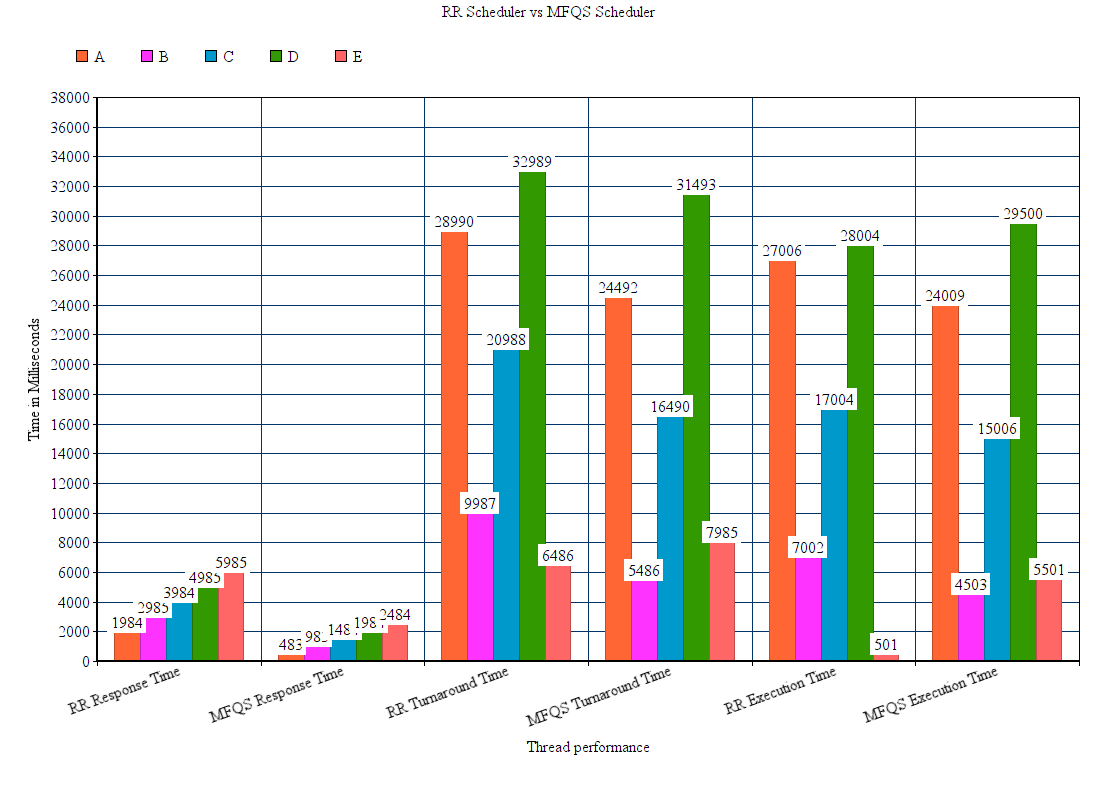 RR Scheduler vs MFQS Scheduler
A B C D E
38000
36000
34000
32000
30000
28000
26000
24000
22000
20000
18000
16000
14000
12000
10000
8000
6000
4000
2000
0
Time in Milliseconds
1984 2985 3984 4985 5985
483 2484
28990 9987 20988 32989 6486
24492 5486 16490 31493 7985
27006 7002 17004 28004 501
24009 4503 15006 29500 5501
RR Response Time
MFQS Response Time
RR Turnaround Time
MFQS Turnaround Time
RR Execution Time
MFQS Execution Time
Thread performance